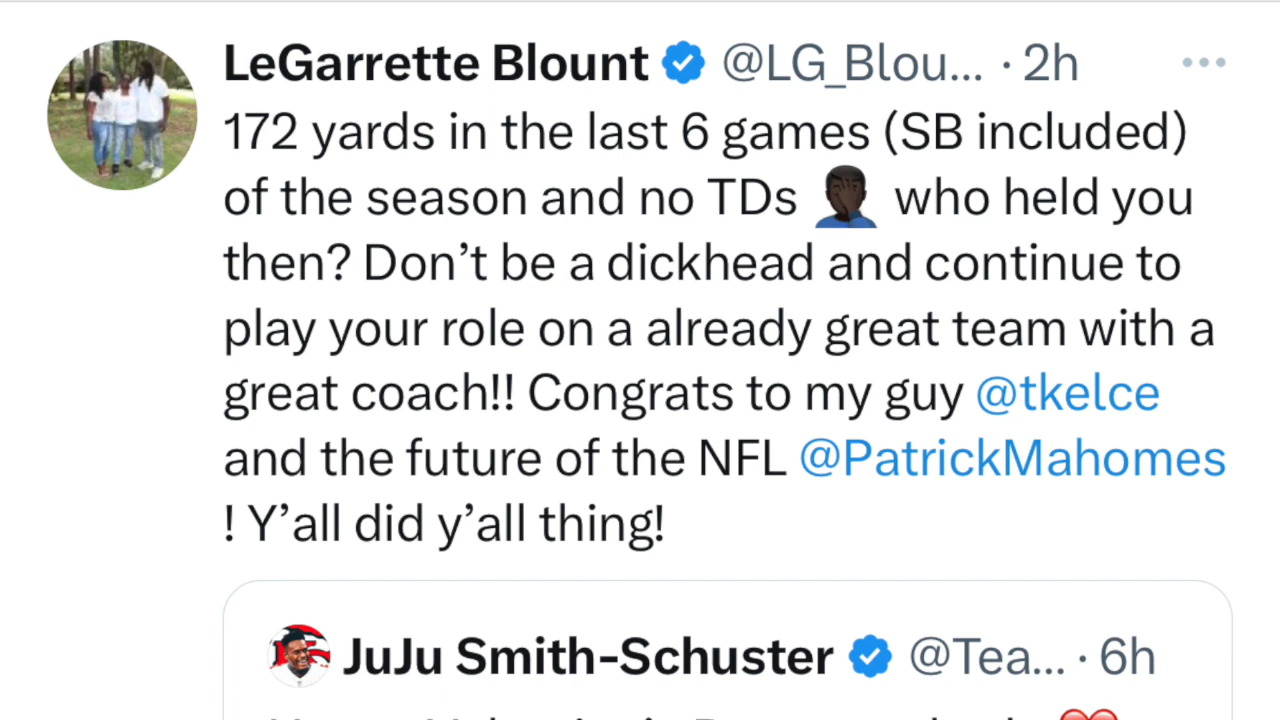 LeGarrette Blount @LG_Blou... · 2h
172 yards in the last 6 games (SB included)
of the season and no TDs 🤦🏿‍♂️ who held you
then? Don’t be a dickhead and continue to
play your role on a already great team with a
great coach!! Congrats to my guy @tkelce
and the future of the NFL @PatrickMahomes
! Y’all did y’all thing!
JuJu Smith-Schuster @Tea... · 6h